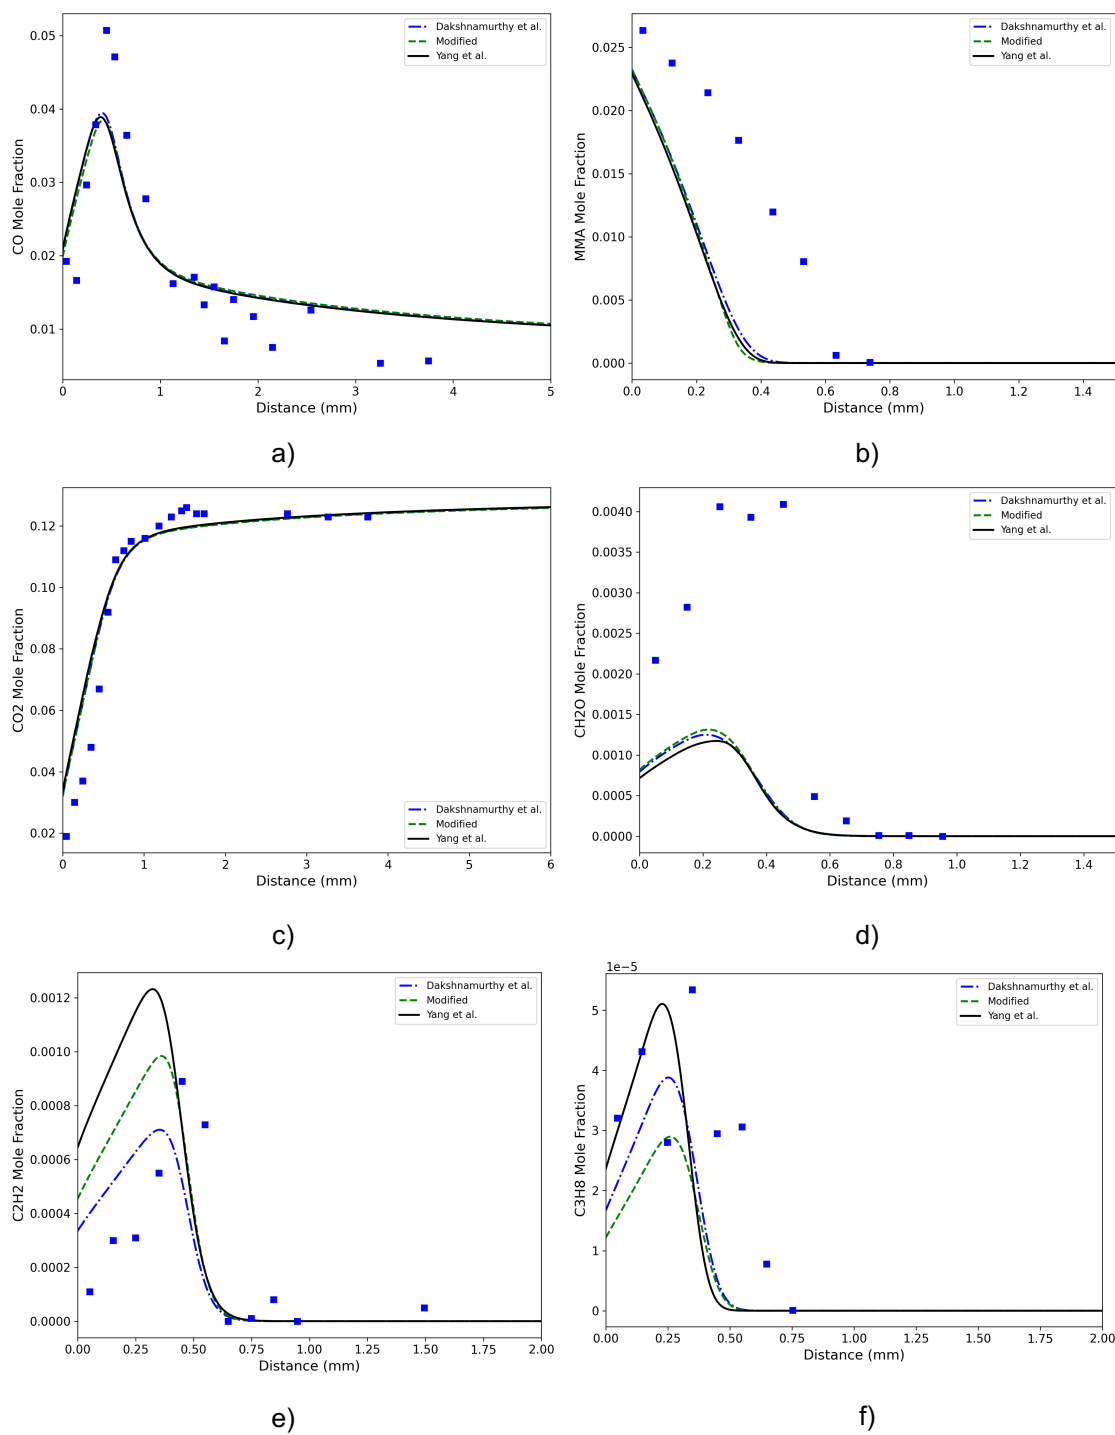 0.05
0.04
0.03
0.02
0.01
0
1
2
3
4
5
CO Mole Fraction
Distance (mm)
Dakshnamurthy et al.
Modified
Yang et al.
a)
0.025
0.020
0.015
0.010
0.005
0.000
0.0
0.2
0.4
0.6
0.8
1.0
1.2
1.4
MMA Mole Fraction
Distance (mm)
Dakshnamurthy et al.
Modified
Yang et al.
b)
0.12
0.10
0.08
0.06
0.04
0.02
0
1
2
3
4
5
6
CO2 Mole Fraction
Distance (mm)
Dakshnamurthy et al.
Modified
Yang et al.
c)
0.0040
0.0035
0.0030
0.0025
0.0020
0.0015
0.0010
0.0005
0.0000
0.0
0.2
0.4
0.6
0.8
1.0
1.2
1.4
CH2O Mole Fraction
Distance (mm)
Dakshnamurthy et al.
Modified
Yang et al.
d)
0.0012
0.0010
0.0008
0.0006
0.0004
0.0002
0.0000
0.00
0.25
0.50
0.75
1.00
1.25
1.50
1.75
2.00
C2H2 Mole Fraction
Distance (mm)
Dakshnamurthy et al.
Modified
Yang et al.
e)
1e−5
5
4
3
2
1
0
0.00
0.25
0.50
0.75
1.00
1.25
1.50
1.75
2.00
C3H8 Mole Fraction
Distance (mm)
Dakshnamurthy et al.
Modified
Yang et al.
f)